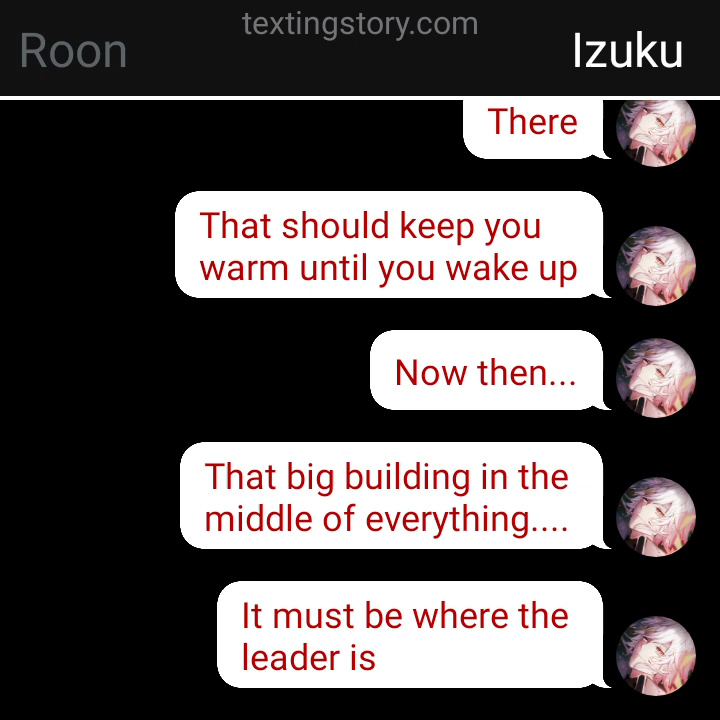 textingstory.com
Roon
Izuku
There
That should keep you
warm until you wake up
Now then...
That big building in the
middle of everything....
It must be where the
leader is